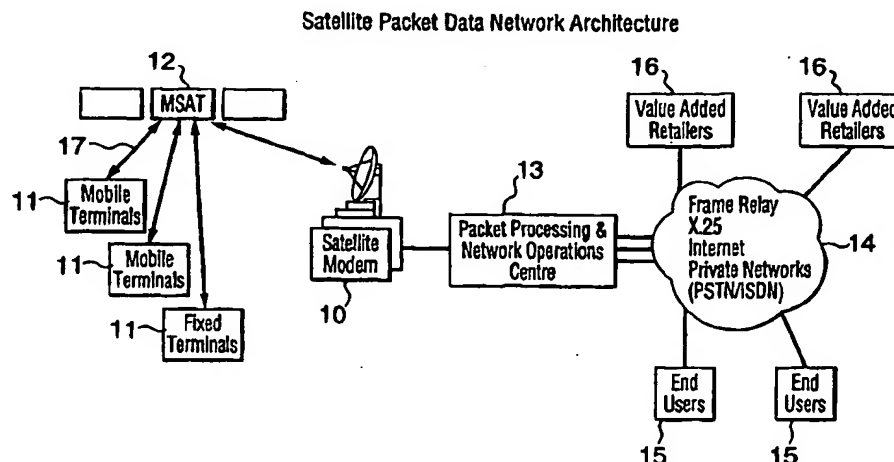 Satellite Packet Data Network Architecture
12
MSAT
17
11
Mobile
Terminals
11
Mobile
Terminals
11
Fixed
Terminals
Satellite
Modem
10
13
Packet Processing &
Network Operations
Centre
16
Value Added
Retailers
16
Value Added
Retailers
Frame Relay
X.25
Internet
Private Networks
(PSTN/ISDN)
14
End
Users
15
End
Users
15